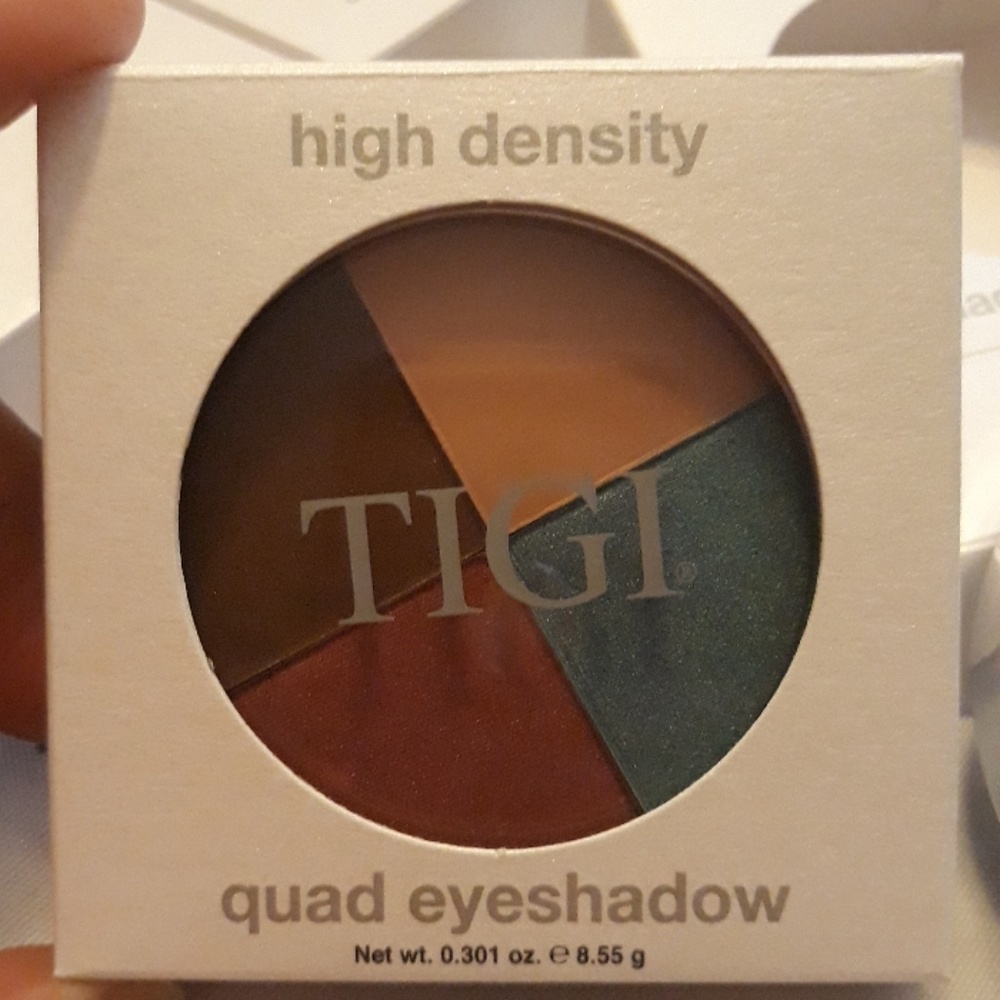 high density
TIGI®
quad eyeshadow
Net wt. 0.301 oz. ℮ 8.55 g